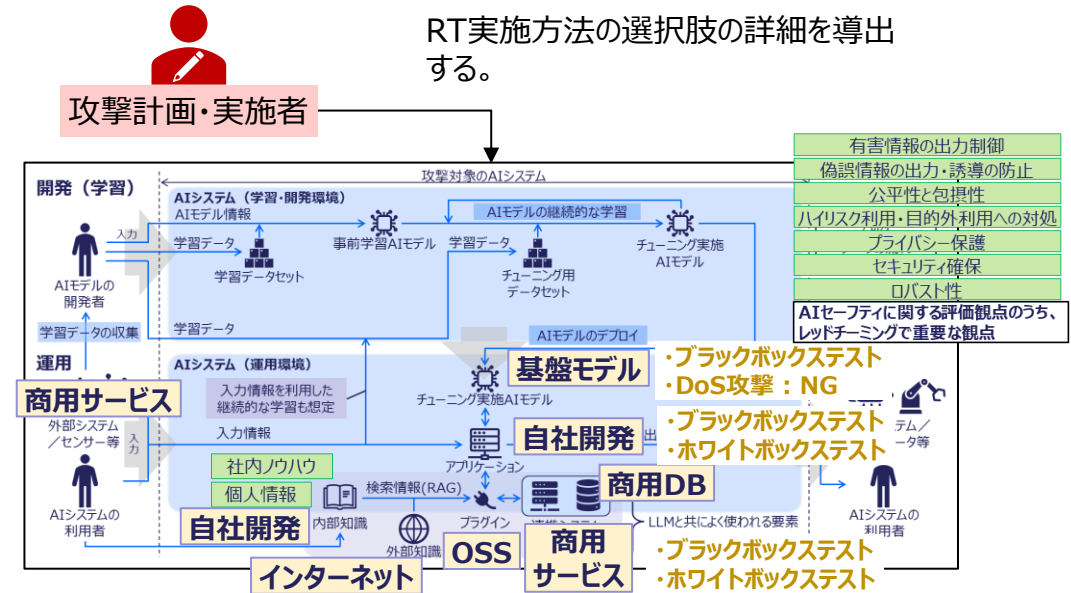 RT実施方法の選択肢の詳細を導出
する。
攻撃計画・実施者
攻撃対象のAIシステム
開発（学習）
AIシステム（学習・開発環境）
AIモデル情報
AIモデルの継続的な学習
入力
学習データ
事前学習AIモデル
学習データ
チューニング実施
AIモデル
学習データセット
チューニング用
データセット
AIモデルの
開発者
学習データの収集
学習データ
AIモデルのデプロイ
有害情報の出力制御
偽誤情報の出力・誘導の防止
公平性と包摂性
ハイリスク利用・目的外利用への対処
プライバシー保護
セキュリティ確保
ロバスト性
AIセーフティに関する評価観点のうち、
レッドチーミングで重要な観点
運用
AIシステム（運用環境）
基盤モデル
・ブラックボックステスト
・DoS攻撃：NG
商用サービス
入力情報を利用した
継続的な学習も想定
チューニング実施AIモデル
外部システム
／センサー等
入力
入力情報
自社開発
出
・ブラックボックステスト
・ホワイトボックステスト
テム／
ータ等
アプリケーション
社内ノウハウ
個人情報
検索情報(RAG)
商用DB
AIシステムの
利用者
自社開発
内部知識
プラグイン
LLMと共によく使われる要素
AIシステムの
利用者
外部知識
OSS
商用
サービス
・ブラックボックステスト
・ホワイトボックステスト
インターネット